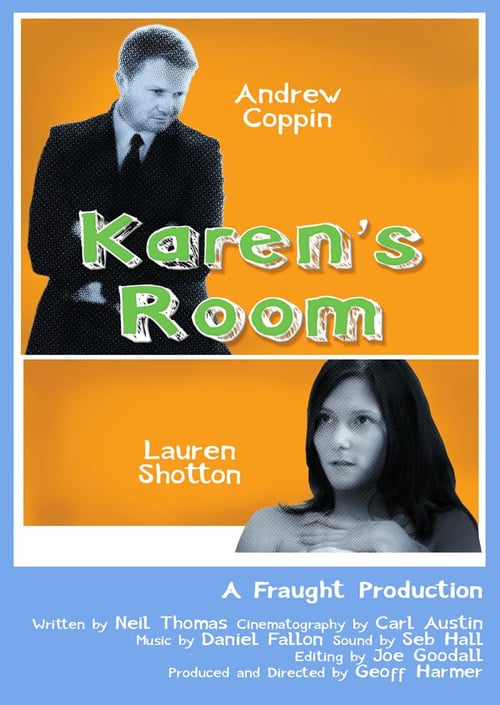 Andrew
Coppin
Karen's
Room
Lauren
Shotton
A Fraught Production
Written by Neil Thomas Cinematography by Carl Austin
Music by Daniel Fallon Sound by Seb Hall
Editing by Joe Goodall
Produced and Directed by Geoff Harmer